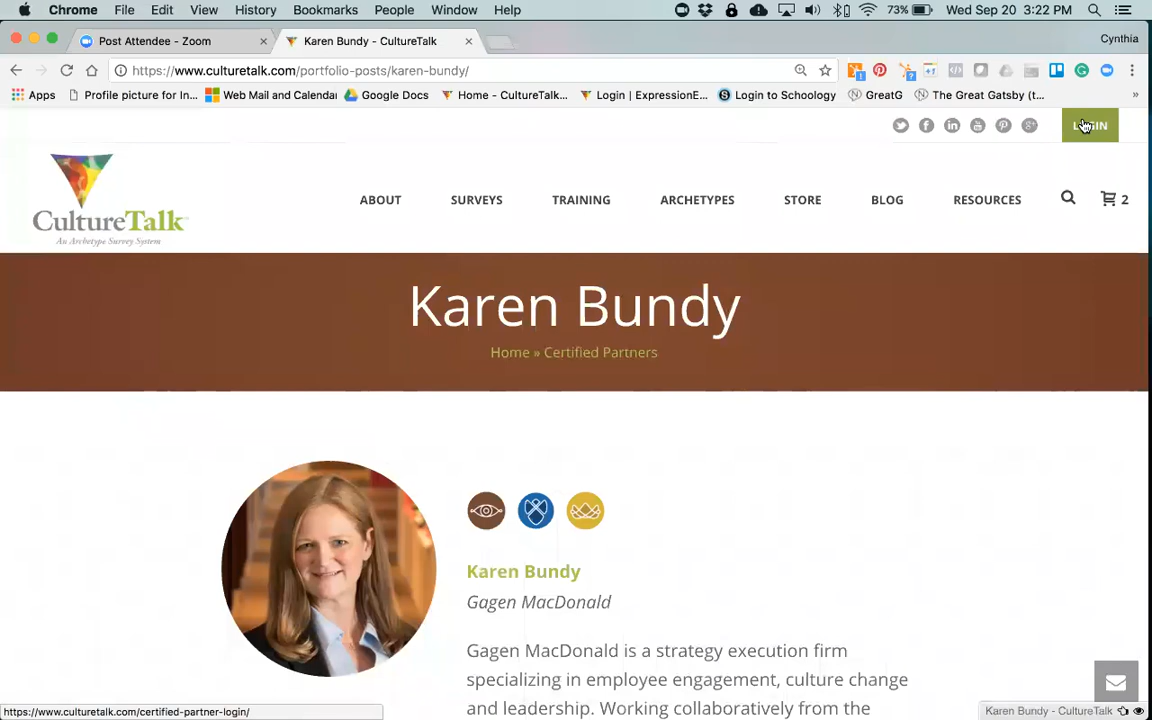 Chrome File Edit View History Bookmarks People Window Help 73% Wed Sep 20 3:22 PM
Post Attendee - Zoom Karen Bundy - CultureTalk Cynthia
https://www.culturetalk.com/portfolio-posts/karen-bundy/
Apps Profile picture for In... Web Mail and Calendar Google Docs Home - CultureTalk... Login | ExpressionE... Login to Schoology GreatG The Great Gatsby (t... »
LOGIN
CultureTalk
An Archetype Survey System
ABOUT SURVEYS TRAINING ARCHETYPES STORE BLOG RESOURCES 2
Karen Bundy
Home » Certified Partners
Karen Bundy
Gagen MacDonald
Gagen MacDonald is a strategy execution firm
specializing in employee engagement, culture change
and leadership. Working collaboratively from the
https://www.culturetalk.com/certified-partner-login/
Karen Bundy - CultureTalk